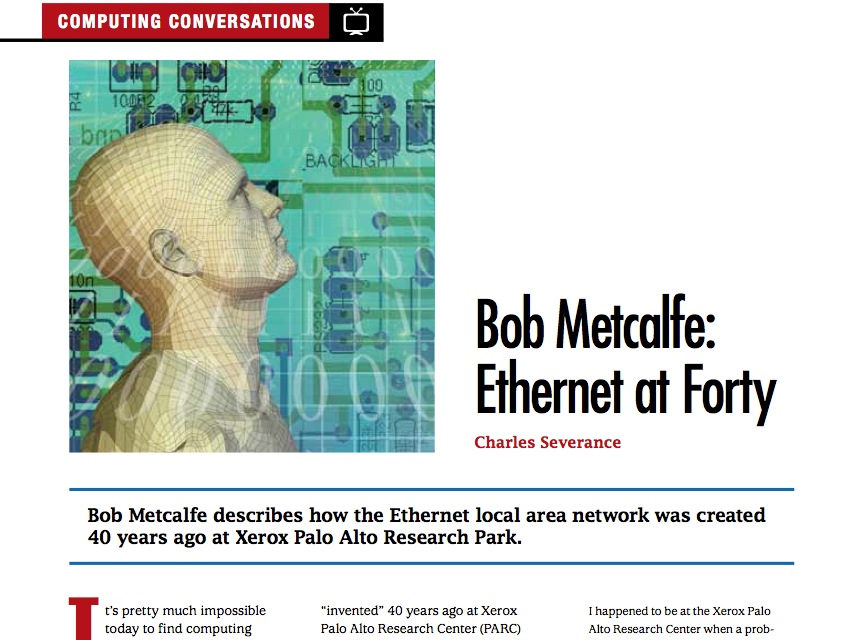 COMPUTING CONVERSATIONS
R4
100R2
47k
100
BACKLIGHT
10n
Bob Metcalfe:
Ethernet at Forty
Charles Severance
Bob Metcalfe describes how the Ethernet local area network was created
40 years ago at Xerox Palo Alto Research Park.
It's pretty much impossible
today to find computing
“invented” 40 years ago at Xerox
Palo Alto Research Center (PARC)
I happened to be at the Xerox Palo
Alto Research Center when a prob-